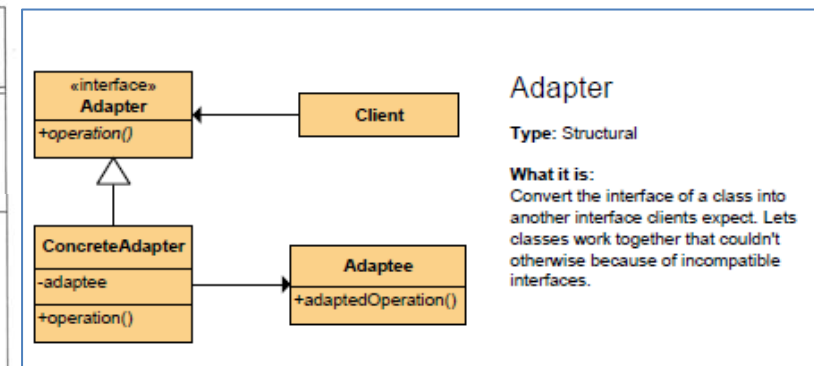 «interface»
Adapter
+operation()
Client
ConcreteAdapter
-adaptee
+operation()
Adaptee
+adaptedOperation()
Adapter
Type: Structural
What it is:
Convert the interface of a class into
another interface clients expect. Lets
classes work together that couldn't
otherwise because of incompatible
interfaces.